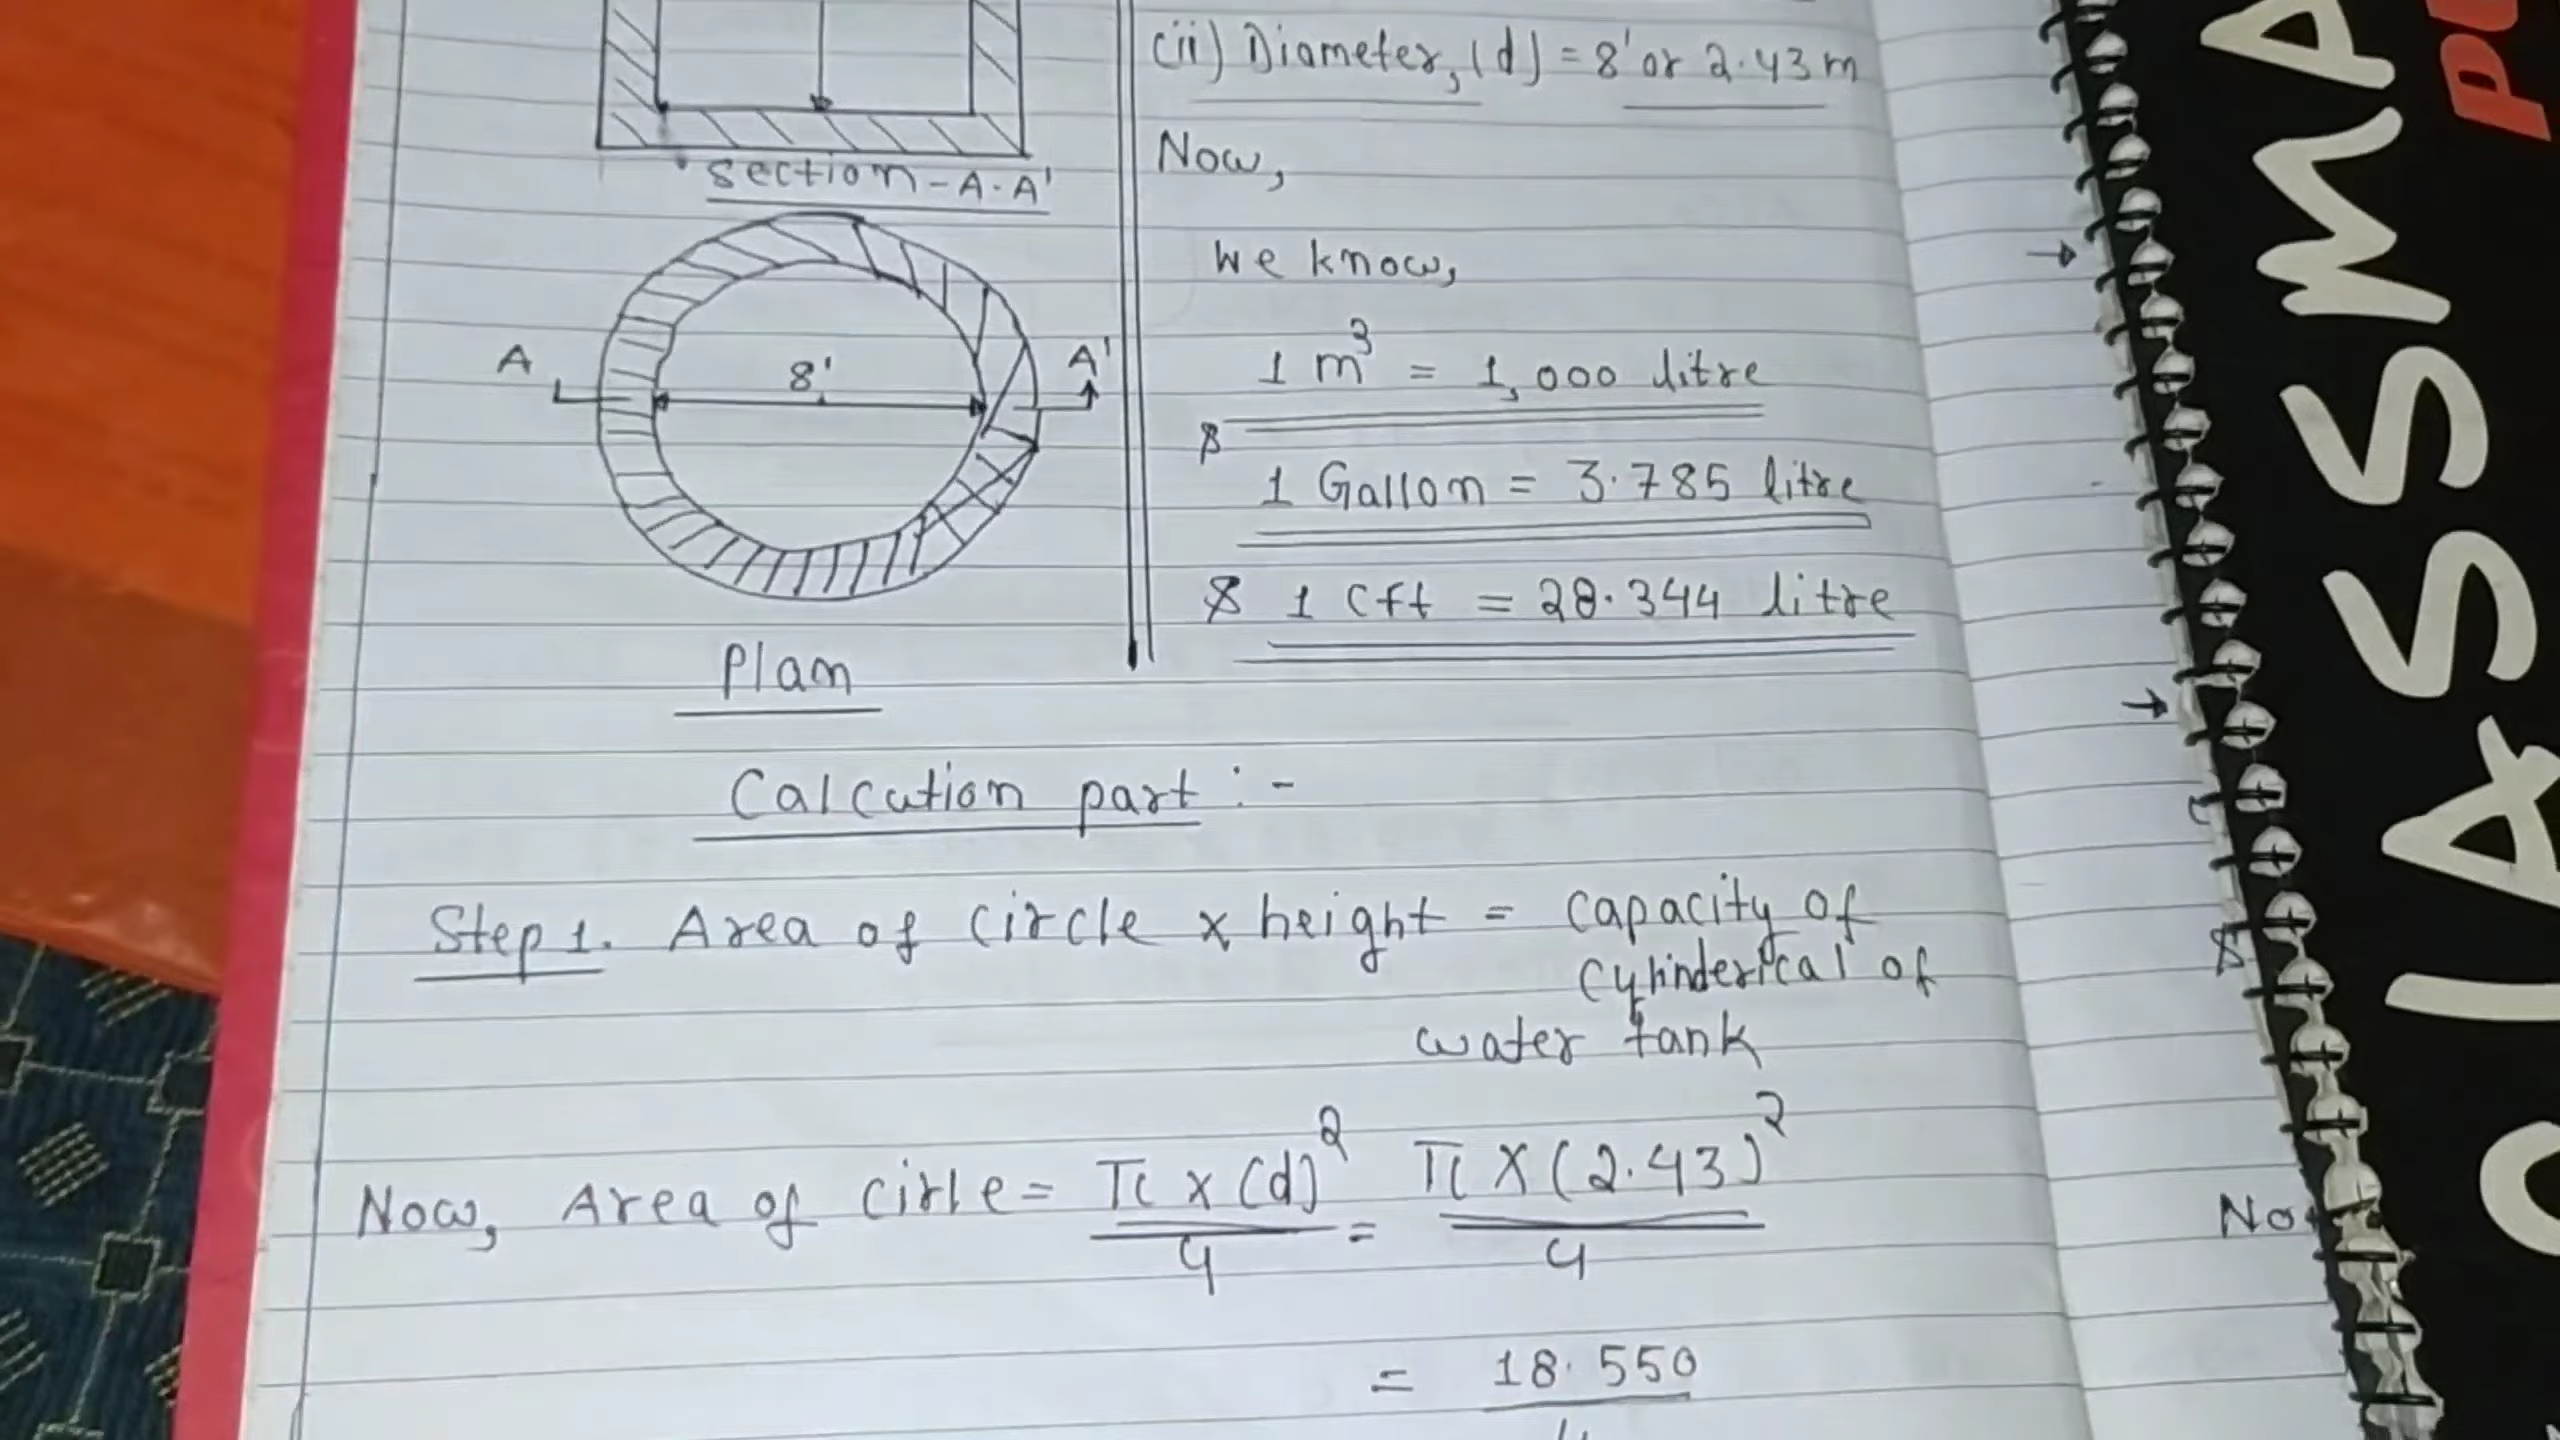 (ii) Diameter, (d) = 8' or 2.43 m
Section - A-A'
Now,
We know,
A
8'
A'
1 m³ = 1,000 litre
& 1 Gallon = 3.785 litre
& 1 Cft = 28.344 litre
Plan
Calcution part :-
Step 1. Area of circle x height = capacity of
cylinderical of
water tank
Now, Area of cirle = π x (d)² / 4 = π x (2.43)² / 4
= 18.550
No